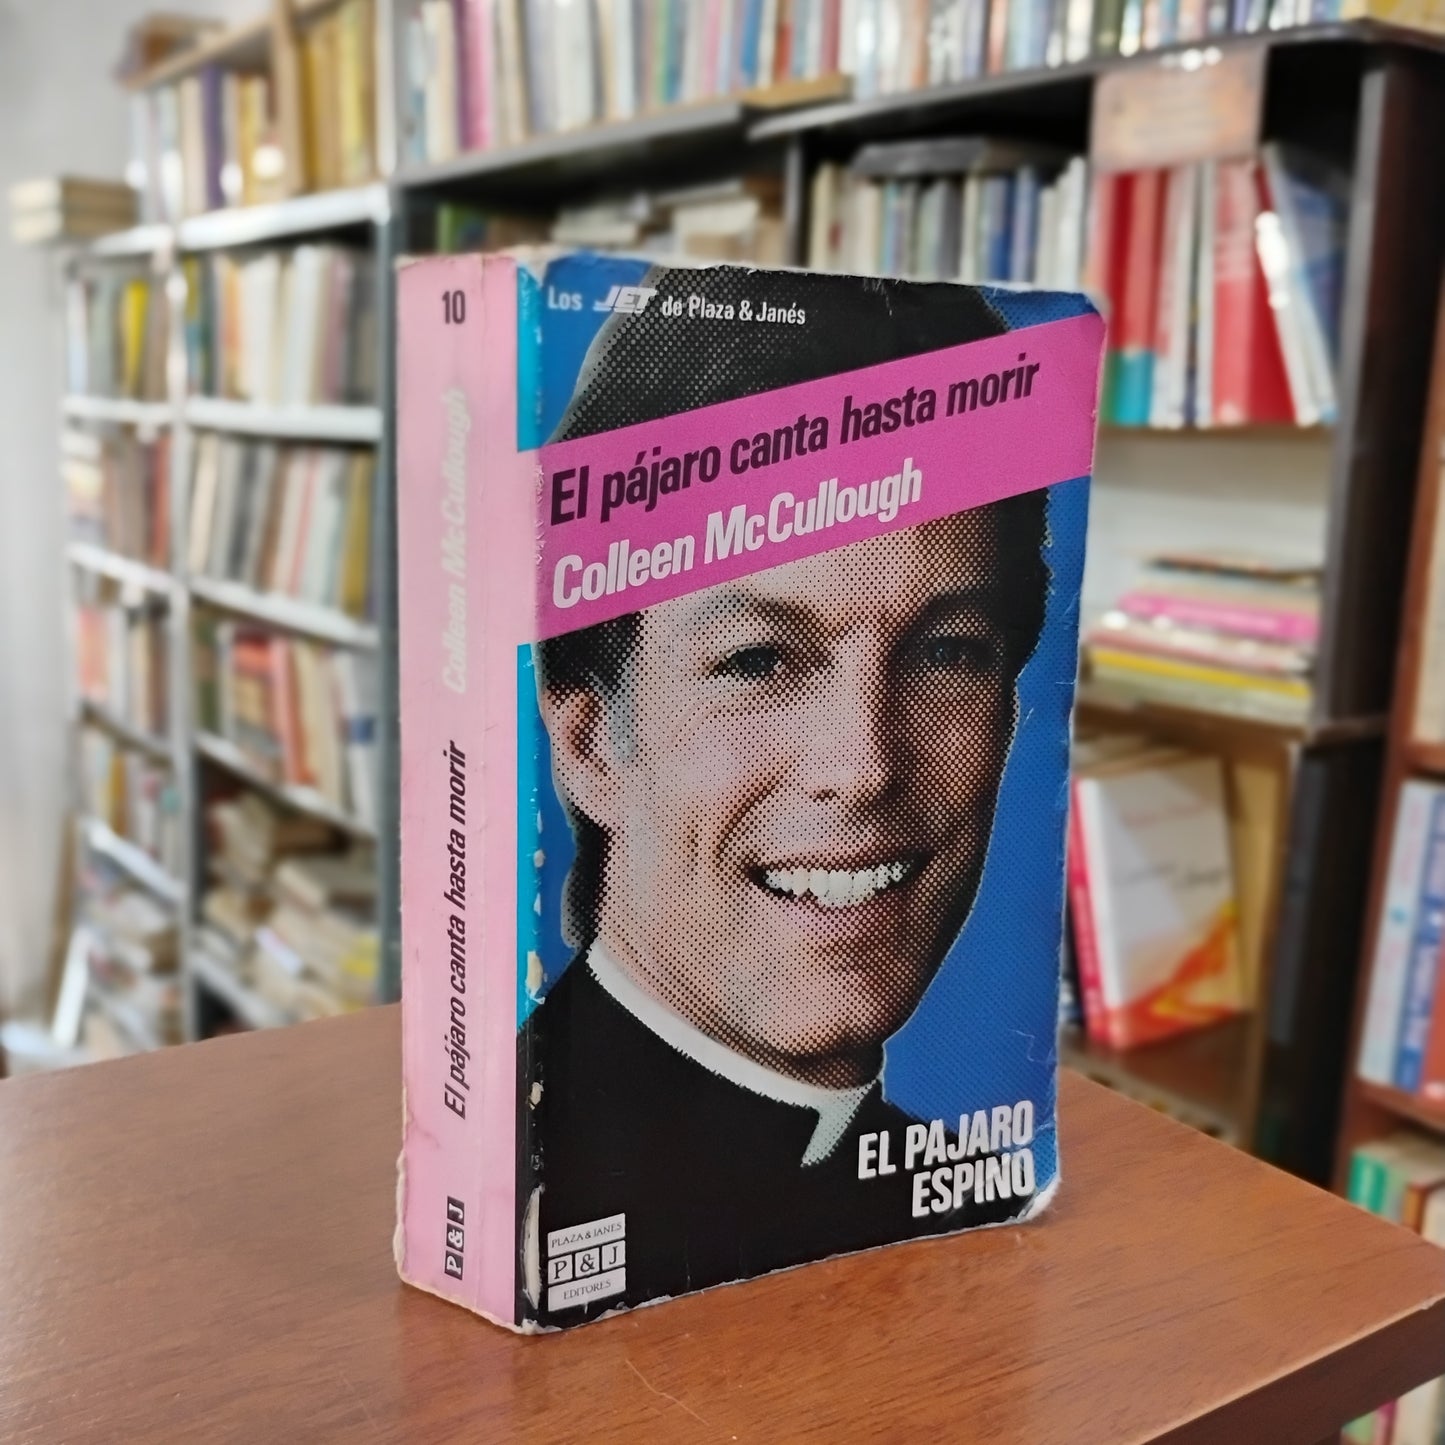 10
Colleen McCullough
El pájaro canta hasta morir
P & J
Los JET de Plaza & Janés
El pájaro canta hasta morir
Colleen McCullough
EL PAJARO
ESPINO
PLAZA & JANES
P & J
EDITORES